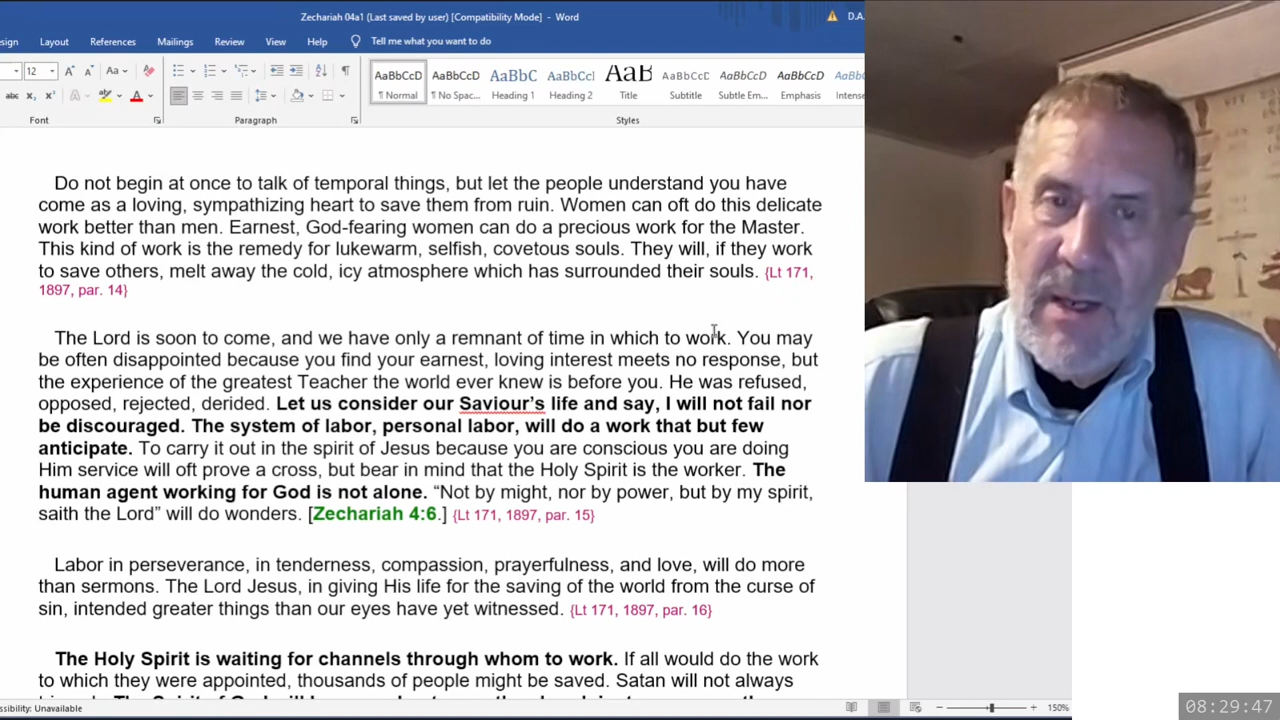 Zechariah 04a1 (Last saved by user) [Compatibility Mode] - Word
D.A.
sign Layout References Mailings Review View Help Tell me what you want to do
12 Aa
abc x₂ x² A ab A
Font Paragraph Styles
AaBbCcD AaBbCcD AaBbC AaBbCcl AaB AaBbCcD AaBbCcD AaBbCcD AaBb
¶ Normal ¶ No Spac... Heading 1 Heading 2 Title Subtitle Subtle Em... Emphasis Intense
Do not begin at once to talk of temporal things, but let the people understand you have
come as a loving, sympathizing heart to save them from ruin. Women can oft do this delicate
work better than men. Earnest, God-fearing women can do a precious work for the Master.
This kind of work is the remedy for lukewarm, selfish, covetous souls. They will, if they work
to save others, melt away the cold, icy atmosphere which has surrounded their souls. {Lt 171,
1897, par. 14}
The Lord is soon to come, and we have only a remnant of time in which to work. You may
be often disappointed because you find your earnest, loving interest meets no response, but
the experience of the greatest Teacher the world ever knew is before you. He was refused,
opposed, rejected, derided. Let us consider our Saviour’s life and say, I will not fail nor
be discouraged. The system of labor, personal labor, will do a work that but few
anticipate. To carry it out in the spirit of Jesus because you are conscious you are doing
Him service will oft prove a cross, but bear in mind that the Holy Spirit is the worker. The
human agent working for God is not alone. “Not by might, nor by power, but by my spirit,
saith the Lord” will do wonders. [Zechariah 4:6.] {Lt 171, 1897, par. 15}
Labor in perseverance, in tenderness, compassion, prayerfulness, and love, will do more
than sermons. The Lord Jesus, in giving His life for the saving of the world from the curse of
sin, intended greater things than our eyes have yet witnessed. {Lt 171, 1897, par. 16}
The Holy Spirit is waiting for channels through whom to work. If all would do the work
to which they were appointed, thousands of people might be saved. Satan will not always
ssibility: Unavailable
150%
08:29:47